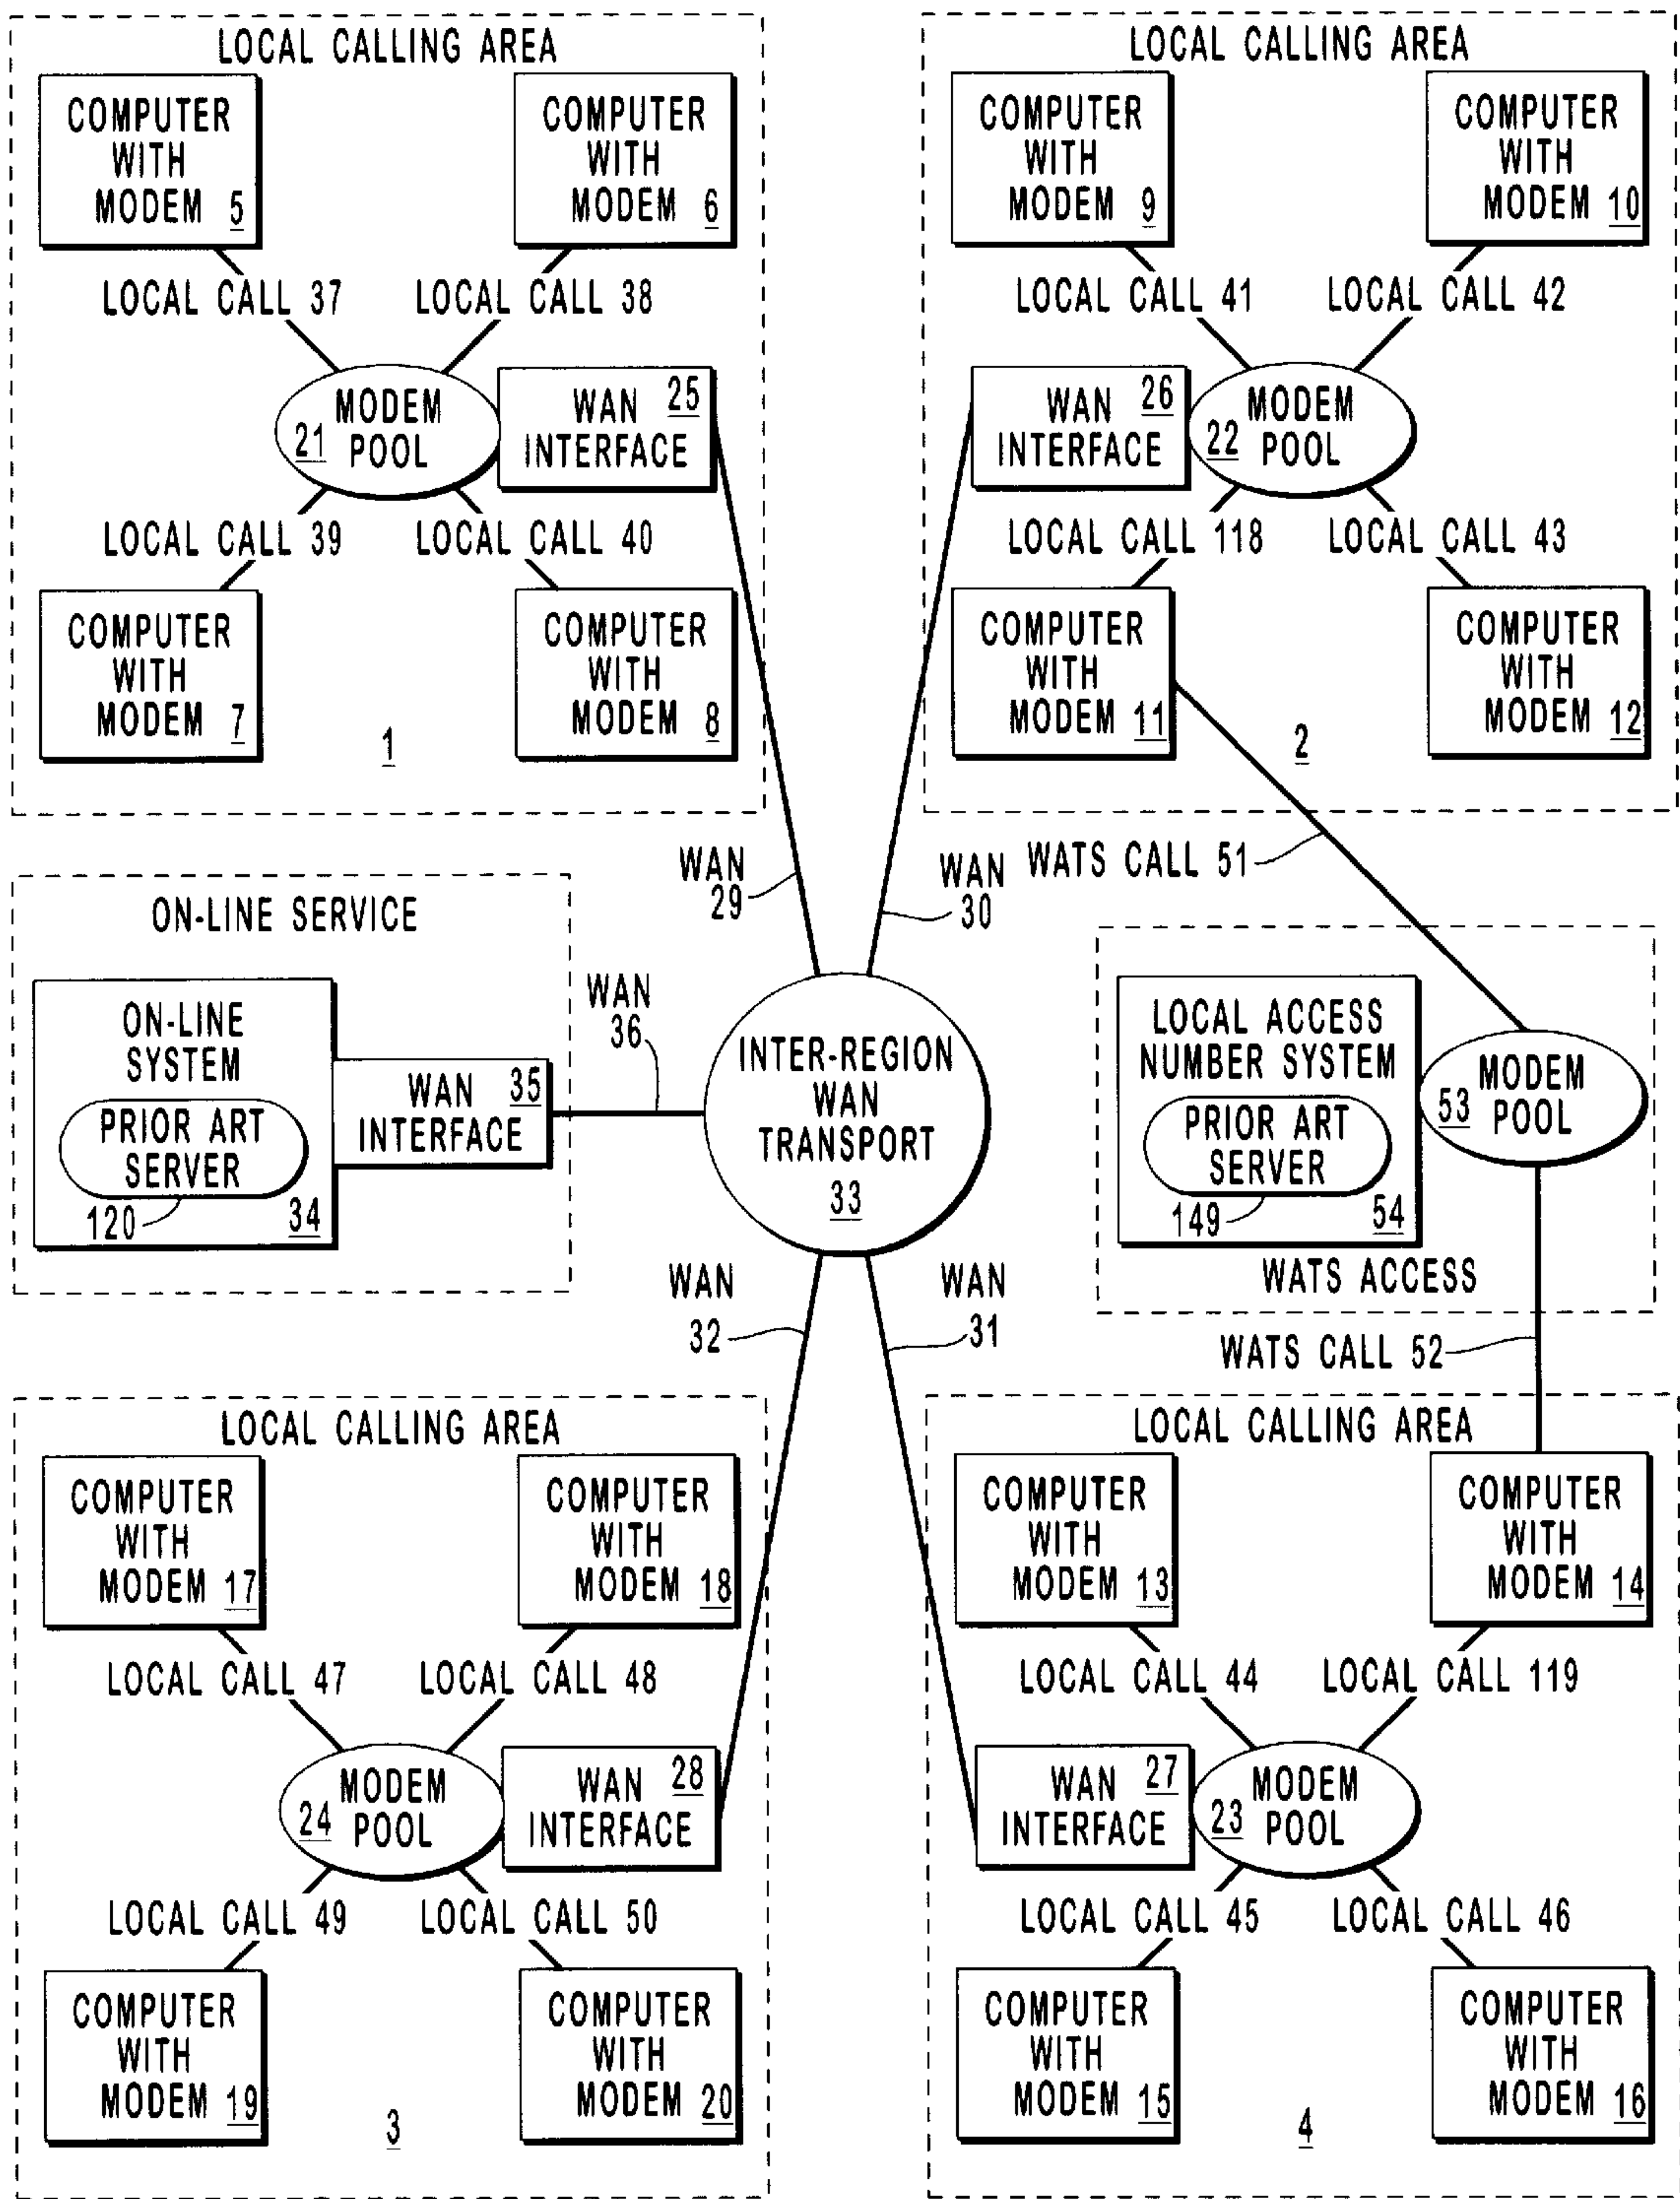 LOCAL CALLING AREA
COMPUTER
WITH
MODEM 5
COMPUTER
WITH
MODEM 6
LOCAL CALL 37
LOCAL CALL 38
MODEM
21 POOL
WAN 25
INTERFACE
LOCAL CALL 39
LOCAL CALL 40
COMPUTER
WITH
MODEM 7
COMPUTER
WITH
MODEM 8
1
LOCAL CALLING AREA
COMPUTER
WITH
MODEM 9
COMPUTER
WITH
MODEM 10
LOCAL CALL 41
LOCAL CALL 42
WAN 26
INTERFACE
MODEM
22 POOL
LOCAL CALL 118
LOCAL CALL 43
COMPUTER
WITH
MODEM 11
COMPUTER
WITH
MODEM 12
2
WAN
29
WAN
30
WATS CALL 51
ON-LINE SERVICE
ON-LINE
SYSTEM
PRIOR ART
SERVER
120
34
WAN 35
INTERFACE
WAN
36
INTER-REGION
WAN
TRANSPORT
33
LOCAL ACCESS
NUMBER SYSTEM
PRIOR ART
SERVER
149
54
MODEM
53 POOL
WATS ACCESS
WAN
32
WAN
31
WATS CALL 52
LOCAL CALLING AREA
COMPUTER
WITH
MODEM 17
COMPUTER
WITH
MODEM 18
LOCAL CALL 47
LOCAL CALL 48
MODEM
24 POOL
WAN 28
INTERFACE
LOCAL CALL 49
LOCAL CALL 50
COMPUTER
WITH
MODEM 19
COMPUTER
WITH
MODEM 20
3
LOCAL CALLING AREA
COMPUTER
WITH
MODEM 13
COMPUTER
WITH
MODEM 14
LOCAL CALL 44
LOCAL CALL 119
WAN 27
INTERFACE
MODEM
23 POOL
LOCAL CALL 45
LOCAL CALL 46
COMPUTER
WITH
MODEM 15
COMPUTER
WITH
MODEM 16
4